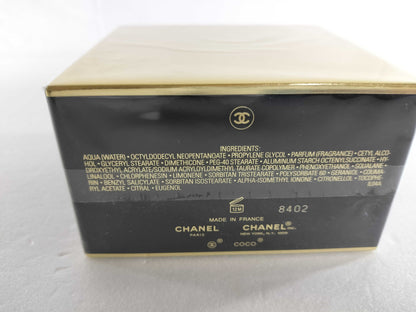 INGREDIENTS:
AQUA (WATER) • OCTYLDODECYL NEOPENTANOATE • PROPYLENE GLYCOL • PARFUM (FRAGRANCE) • CETYL ALCO-
HOL • GLYCERYL STEARATE • DIMETHICONE • PEG-40 STEARATE • ALUMINUM STARCH OCTENYLSUCCINATE • HY-
DROXYETHYL ACRYLATE/SODIUM ACRYLOYLDIMETHYL TAURATE COPOLYMER • PHENOXYETHANOL • SQUALANE •
LINALOOL • CHLORPHENESIN • LIMONENE • SORBITAN TRISTEARATE • POLYSORBATE 60 • GERANIOL • COUMA-
RIN • BENZYL SALICYLATE • SORBITAN ISOSTEARATE • ALPHA-ISOMETHYL IONONE • CITRONELLOL • TOCOPHE-
RYL ACETATE • CITRAL • EUGENOL
12M
8402
MADE IN FRANCE
CHANEL CHANEL® INC.
PARIS NEW YORK, N.Y.
COCO®